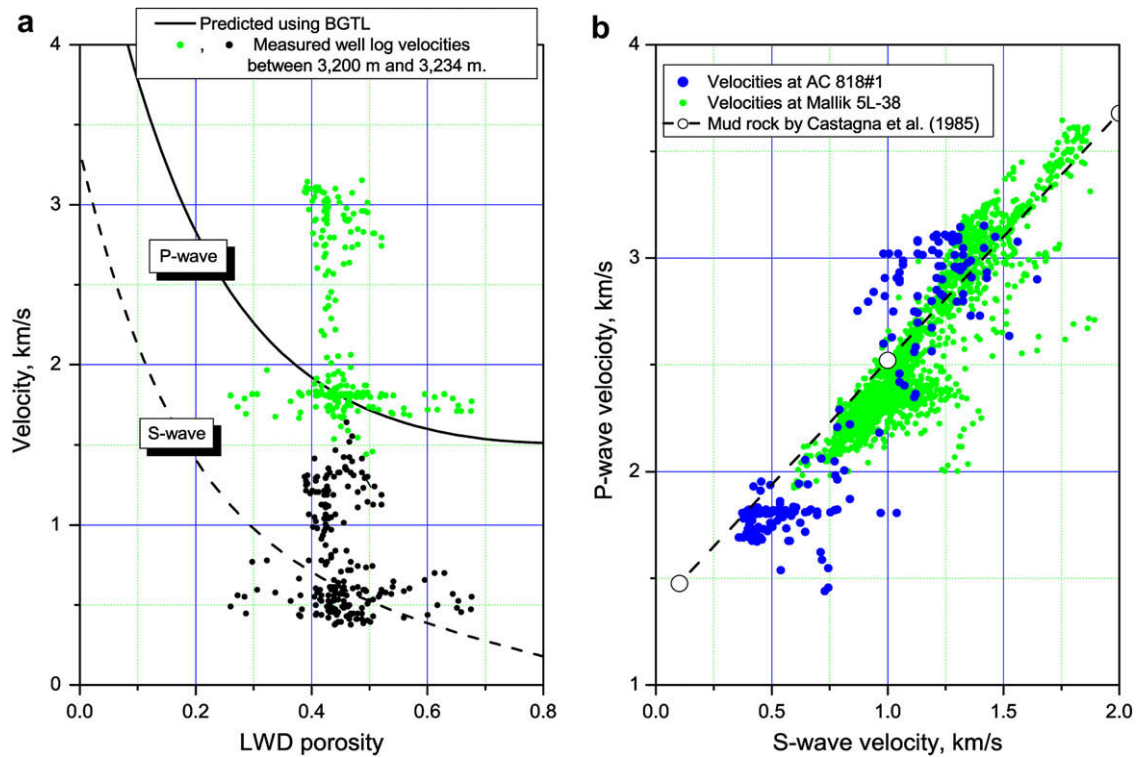 a
Predicted using BGTL
, Measured well log velocities
between 3,200 m and 3,234 m.
4
3
2
1
0
P-wave
S-wave
Velocity, km/s
0.0 0.2 0.4 0.6 0.8
LWD porosity
b
Velocities at AC 818#1
Velocities at Mallik 5L-38
Mud rock by Castagna et al. (1985)
4
3
2
1
P-wave velocioty, km/s
0.0 0.5 1.0 1.5 2.0
S-wave velocity, km/s